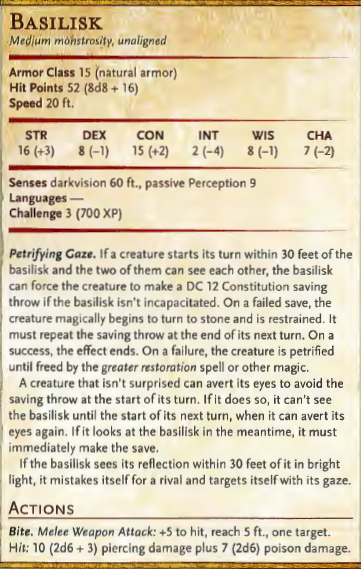 BASILISK
Medium monstrosity, unaligned
Armor Class 15 (natural armor)
Hit Points 52 (8d8 + 16)
Speed 20 ft.
STR DEX CON INT WIS CHA
16 (+3) 8 (−1) 15 (+2) 2 (−4) 8 (−1) 7 (−2)
Senses darkvision 60 ft., passive Perception 9
Languages —
Challenge 3 (700 XP)
Petrifying Gaze. If a creature starts its turn within 30 feet of the
basilisk and the two of them can see each other, the basilisk
can force the creature to make a DC 12 Constitution saving
throw if the basilisk isn't incapacitated. On a failed save, the
creature magically begins to turn to stone and is restrained. It
must repeat the saving throw at the end of its next turn. On a
success, the effect ends. On a failure, the creature is petrified
until freed by the greater restoration spell or other magic.
A creature that isn't surprised can avert its eyes to avoid the
saving throw at the start of its turn. If it does so, it can't see
the basilisk until the start of its next turn, when it can avert its
eyes again. If it looks at the basilisk in the meantime, it must
immediately make the save.
If the basilisk sees its reflection within 30 feet of it in bright
light, it mistakes itself for a rival and targets itself with its gaze.
ACTIONS
Bite. Melee Weapon Attack: +5 to hit, reach 5 ft., one target.
Hit: 10 (2d6 + 3) piercing damage plus 7 (2d6) poison damage.